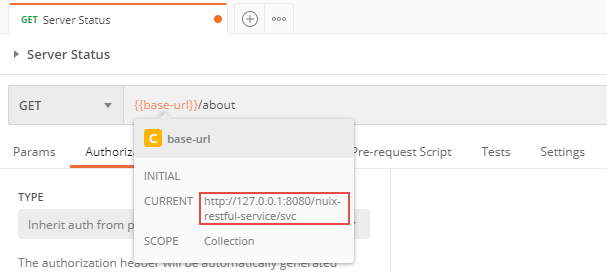 GET Server Status
Server Status
GET {{base-url}}/about
C base-url
Params Authoriza Pre-request Script Tests Settings
INITIAL
TYPE
CURRENT http://127.0.0.1:8080/nuix-
restful-service/svc
Inherit auth from p
SCOPE Collection
The authorization header will be automatically generated